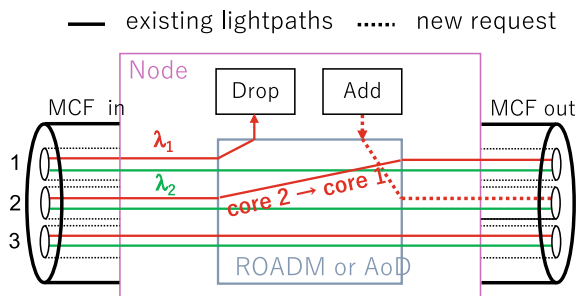 existing lightpaths
new request
Node
MCF in
Drop
Add
MCF out
λ1
1
λ2
2
core 2 → core 1
3
ROADM or AoD